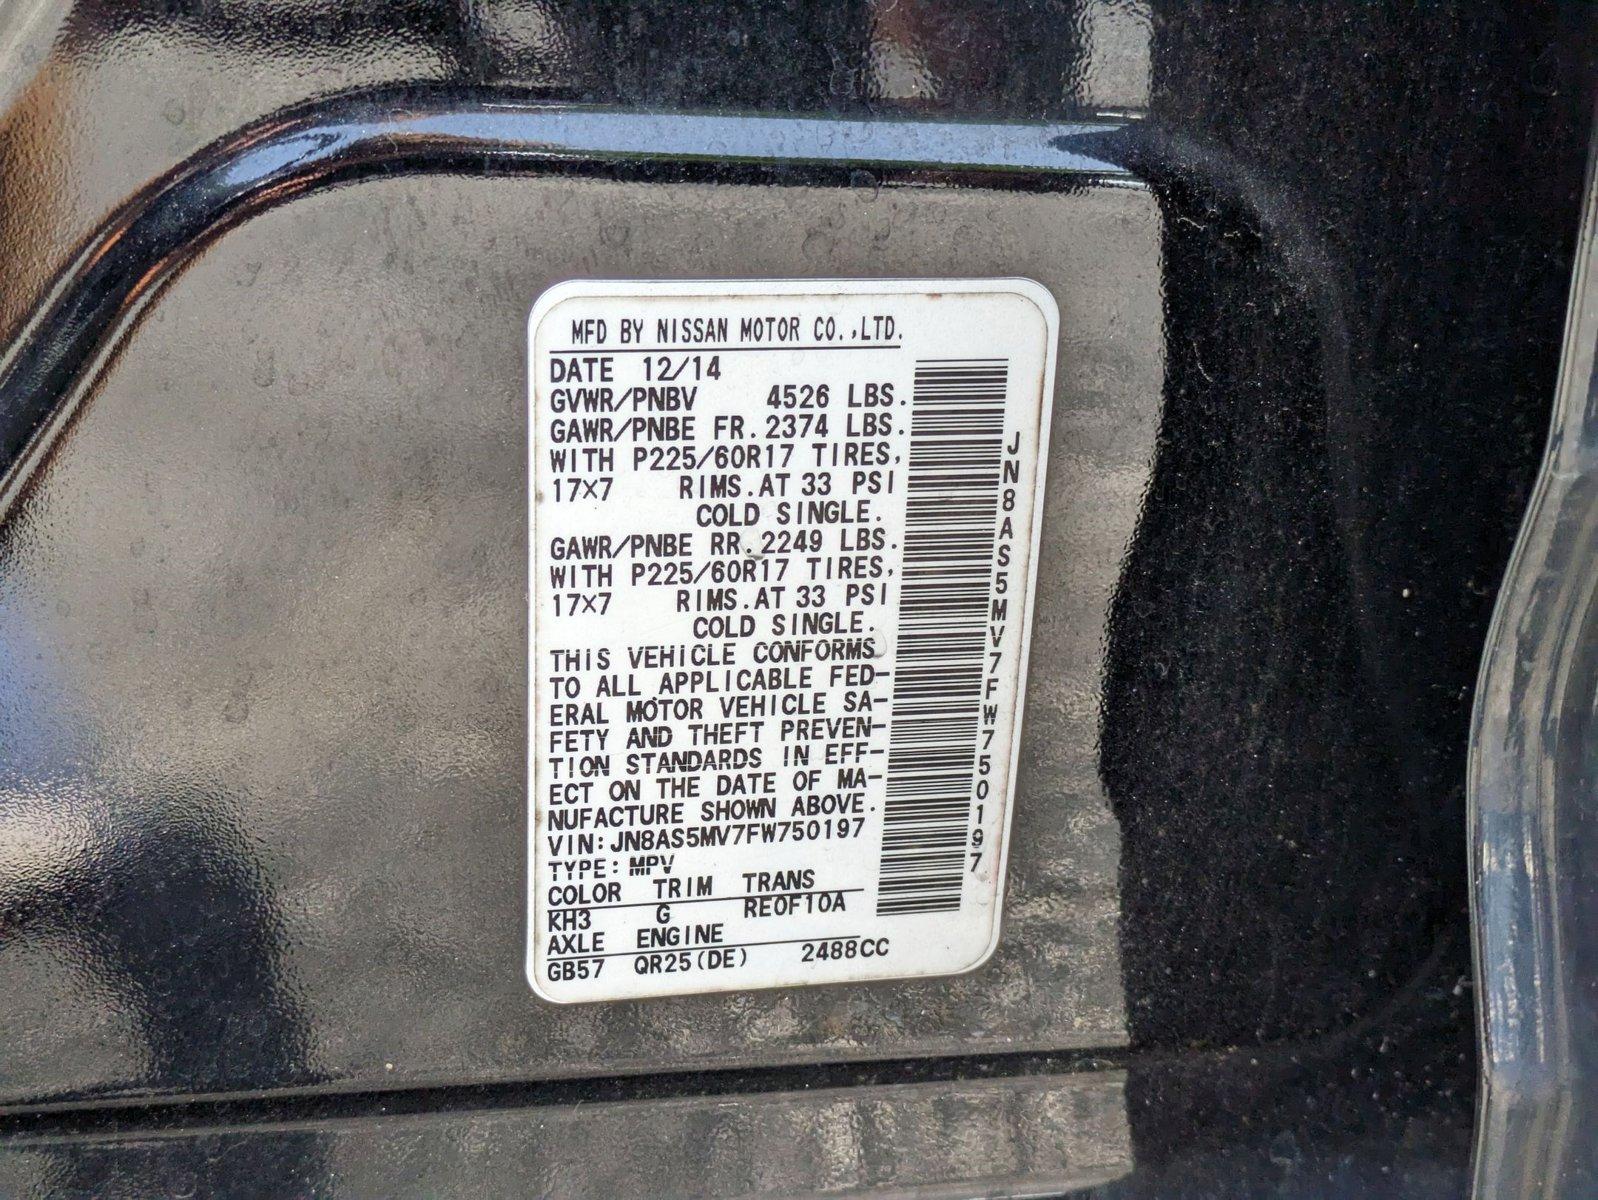 MFD BY NISSAN MOTOR CO.,LTD.
DATE 12/14
GVWR/PNBV 4526 LBS.
GAWR/PNBE FR.2374 LBS.
WITH P225/60R17 TIRES,
17×7 RIMS.AT 33 PSI
COLD SINGLE.
GAWR/PNBE RR.2249 LBS.
WITH P225/60R17 TIRES,
17×7 RIMS.AT 33 PSI
COLD SINGLE.
THIS VEHICLE CONFORMS
TO ALL APPLICABLE FED-
ERAL MOTOR VEHICLE SA-
FETY AND THEFT PREVEN-
TION STANDARDS IN EFF-
ECT ON THE DATE OF MA-
NUFACTURE SHOWN ABOVE.
VIN:JN8AS5MV7FW750197
TYPE:MPV
COLOR TRIM TRANS
KH3 G RE0F10A
AXLE ENGINE
GB57 QR25(DE) 2488CC
JN8AS5MV7FW750197